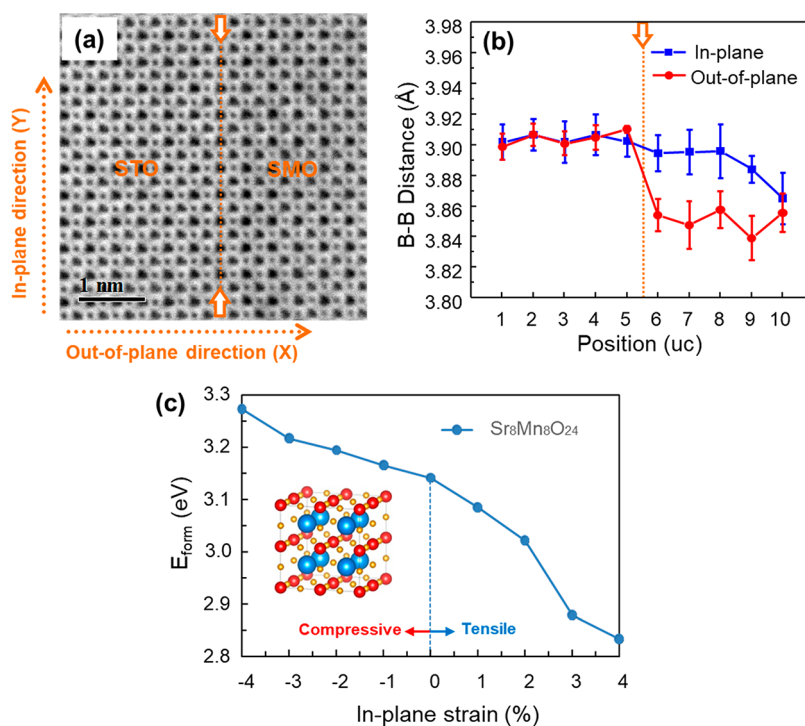 (a)
In-plane direction (Y)
STO
SMO
1 nm
Out-of-plane direction (X)
(b)
In-plane
Out-of-plane
B-B Distance (Å)
3.98
3.96
3.94
3.92
3.90
3.88
3.86
3.84
3.82
3.80
1 2 3 4 5 6 7 8 9 10
Position (uc)
(c)
Sr₈Mn₈O₂₄
E_form (eV)
3.3
3.2
3.1
3.0
2.9
2.8
Compressive
Tensile
-4 -3 -2 -1 0 1 2 3 4
In-plane strain (%)